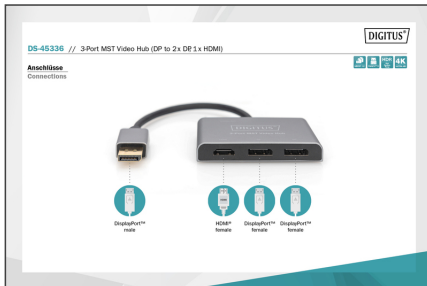 DIGITUS®
DS-45336 // 3-Port MST Video Hub (DP to 2x DP, 1x HDMI)
Anschlüsse
Connections
HDMI
4K
DIGITUS
DisplayPort™
male
HDMI®
female
DisplayPort™
female
DisplayPort™
female